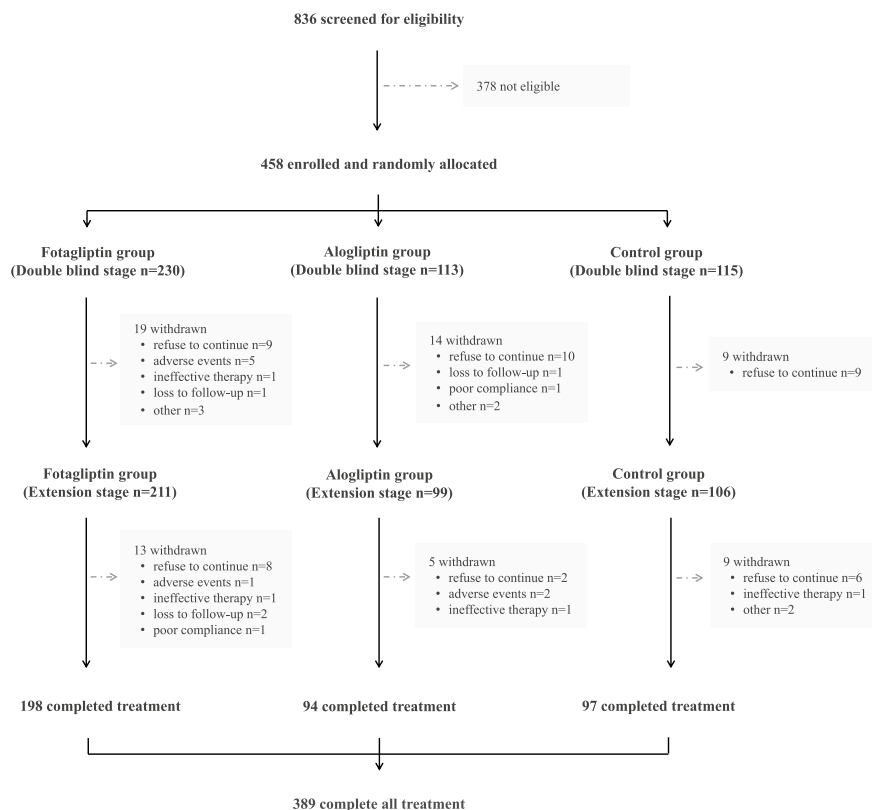 836 screened for eligibility
378 not eligible
458 enrolled and randomly allocated
Fotagliptin group
(Double blind stage n=230)
Alogliptin group
(Double blind stage n=113)
Control group
(Double blind stage n=115)
19 withdrawn
• refuse to continue n=9
• adverse events n=5
• ineffective therapy n=1
• loss to follow-up n=1
• other n=3
14 withdrawn
• refuse to continue n=10
• loss to follow-up n=1
• poor compliance n=1
• other n=2
9 withdrawn
• refuse to continue n=9
Fotagliptin group
(Extension stage n=211)
Alogliptin group
(Extension stage n=99)
Control group
(Extension stage n=106)
13 withdrawn
• refuse to continue n=8
• adverse events n=1
• ineffective therapy n=1
• loss to follow-up n=2
• poor compliance n=1
5 withdrawn
• refuse to continue n=2
• adverse events n=2
• ineffective therapy n=1
9 withdrawn
• refuse to continue n=6
• ineffective therapy n=1
• other n=2
198 completed treatment
94 completed treatment
97 completed treatment
389 complete all treatment